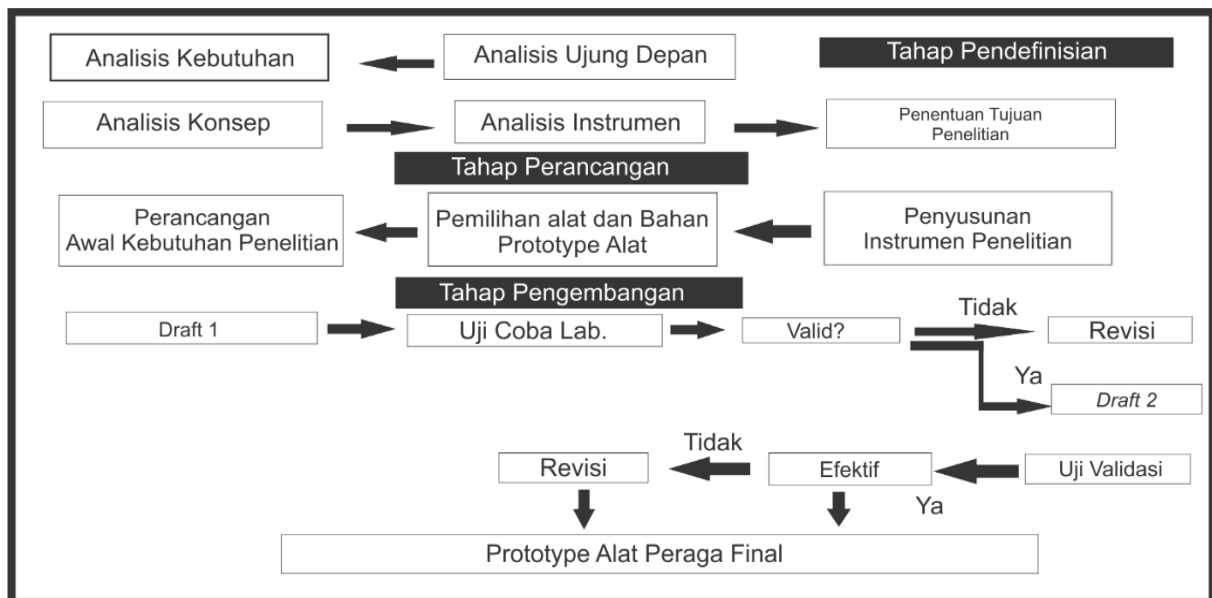 Analisis Kebutuhan
Analisis Ujung Depan
Tahap Pendefinisian
Analisis Konsep
Analisis Instrumen
Penentuan Tujuan
Penelitian
Tahap Perancangan
Perancangan
Awal Kebutuhan Penelitian
Pemilihan alat dan Bahan
Prototype Alat
Penyusunan
Instrumen Penelitian
Tahap Pengembangan
Draft 1
Uji Coba Lab.
Valid?
Tidak
Revisi
Ya
Draft 2
Tidak
Revisi
Efektif
Uji Validasi
Ya
Prototype Alat Peraga Final